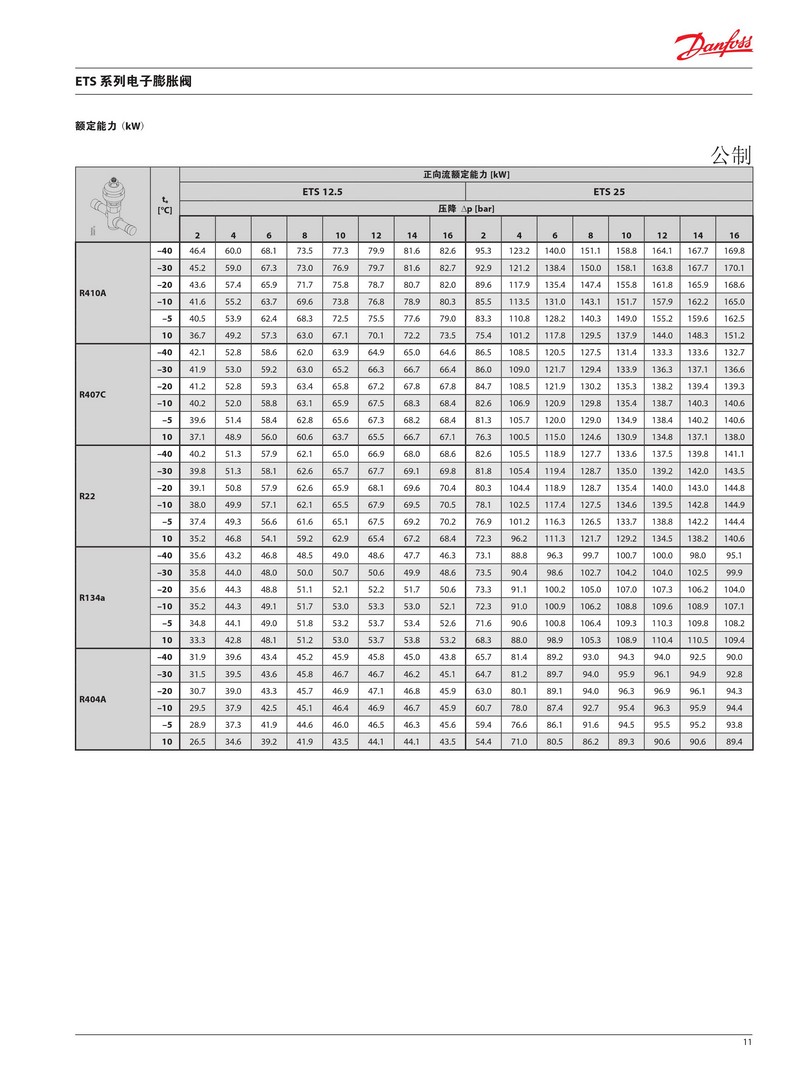 Danfoss
ETS 系列电子膨胀阀
额定能力（kW）
公制
正向流额定能力 [kW]
ETS 12.5 ETS 25
tₑ
[°C]
压降 Δp [bar]
2 4 6 8 10 12 14 16 2 4 6 8 10 12 14 16
R410A
−40 46.4 60.0 68.1 73.5 77.3 79.9 81.6 82.6 95.3 123.2 140.0 151.1 158.8 164.1 167.7 169.8
−30 45.2 59.0 67.3 73.0 76.9 79.7 81.6 82.7 92.9 121.2 138.4 150.0 158.1 163.8 167.7 170.1
−20 43.6 57.4 65.9 71.7 75.8 78.7 80.7 82.0 89.6 117.9 135.4 147.4 155.8 161.8 165.9 168.6
−10 41.6 55.2 63.7 69.6 73.8 76.8 78.9 80.3 85.5 113.5 131.0 143.1 151.7 157.9 162.2 165.0
−5 40.5 53.9 62.4 68.3 72.5 75.5 77.6 79.0 83.3 110.8 128.2 140.3 149.0 155.2 159.6 162.5
10 36.7 49.2 57.3 63.0 67.1 70.1 72.2 73.5 75.4 101.2 117.8 129.5 137.9 144.0 148.3 151.2
R407C
−40 42.1 52.8 58.6 62.0 63.9 64.9 65.0 64.6 86.5 108.5 120.5 127.5 131.4 133.3 133.6 132.7
−30 41.9 53.0 59.2 63.0 65.2 66.3 66.7 66.4 86.0 109.0 121.7 129.4 133.9 136.3 137.1 136.6
−20 41.2 52.8 59.3 63.4 65.8 67.2 67.8 67.8 84.7 108.5 121.9 130.2 135.3 138.2 139.4 139.3
−10 40.2 52.0 58.8 63.1 65.9 67.5 68.3 68.4 82.6 106.9 120.9 129.8 135.4 138.7 140.3 140.6
−5 39.6 51.4 58.4 62.8 65.6 67.3 68.2 68.4 81.3 105.7 120.0 129.0 134.9 138.4 140.2 140.6
10 37.1 48.9 56.0 60.6 63.7 65.5 66.7 67.1 76.3 100.5 115.0 124.6 130.9 134.8 137.1 138.0
R22
−40 40.2 51.3 57.9 62.1 65.0 66.9 68.0 68.6 82.6 105.5 118.9 127.7 133.6 137.5 139.8 141.1
−30 39.8 51.3 58.1 62.6 65.7 67.7 69.1 69.8 81.8 105.4 119.4 128.7 135.0 139.2 142.0 143.5
−20 39.1 50.8 57.9 62.6 65.9 68.1 69.6 70.4 80.3 104.4 118.9 128.7 135.4 140.0 143.0 144.8
−10 38.0 49.9 57.1 62.1 65.5 67.9 69.5 70.5 78.1 102.5 117.4 127.5 134.6 139.5 142.8 144.9
−5 37.4 49.3 56.6 61.6 65.1 67.5 69.2 70.2 76.9 101.2 116.3 126.5 133.7 138.8 142.2 144.4
10 35.2 46.8 54.1 59.2 62.9 65.4 67.2 68.4 72.3 96.2 111.3 121.7 129.2 134.5 138.2 140.6
R134a
−40 35.6 43.2 46.8 48.5 49.0 48.6 47.7 46.3 73.1 88.8 96.3 99.7 100.7 100.0 98.0 95.1
−30 35.8 44.0 48.0 50.0 50.7 50.6 49.9 48.6 73.5 90.4 98.6 102.7 104.2 104.0 102.5 99.9
−20 35.6 44.3 48.8 51.1 52.1 52.2 51.7 50.6 73.3 91.1 100.2 105.0 107.0 107.3 106.2 104.0
−10 35.2 44.3 49.1 51.7 53.0 53.3 53.0 52.1 72.3 91.0 100.9 106.2 108.8 109.6 108.9 107.1
−5 34.8 44.1 49.0 51.8 53.2 53.7 53.4 52.6 71.6 90.6 100.8 106.4 109.3 110.3 109.8 108.2
10 33.3 42.8 48.1 51.2 53.0 53.7 53.8 53.2 68.3 88.0 98.9 105.3 108.9 110.4 110.5 109.4
R404A
−40 31.9 39.6 43.4 45.2 45.9 45.8 45.0 43.8 65.7 81.4 89.2 93.0 94.3 94.0 92.5 90.0
−30 31.5 39.5 43.6 45.8 46.7 46.7 46.2 45.1 64.7 81.2 89.7 94.0 95.9 96.1 94.9 92.8
−20 30.7 39.0 43.3 45.7 46.9 47.1 46.8 45.9 63.0 80.1 89.1 94.0 96.3 96.9 96.1 94.3
−10 29.5 37.9 42.5 45.1 46.4 46.9 46.7 45.9 60.7 78.0 87.4 92.7 95.4 96.3 95.9 94.4
−5 28.9 37.3 41.9 44.6 46.0 46.5 46.3 45.6 59.4 76.6 86.1 91.6 94.5 95.5 95.2 93.8
10 26.5 34.6 39.2 41.9 43.5 44.1 44.1 43.5 54.4 71.0 80.5 86.2 89.3 90.6 90.6 89.4
11